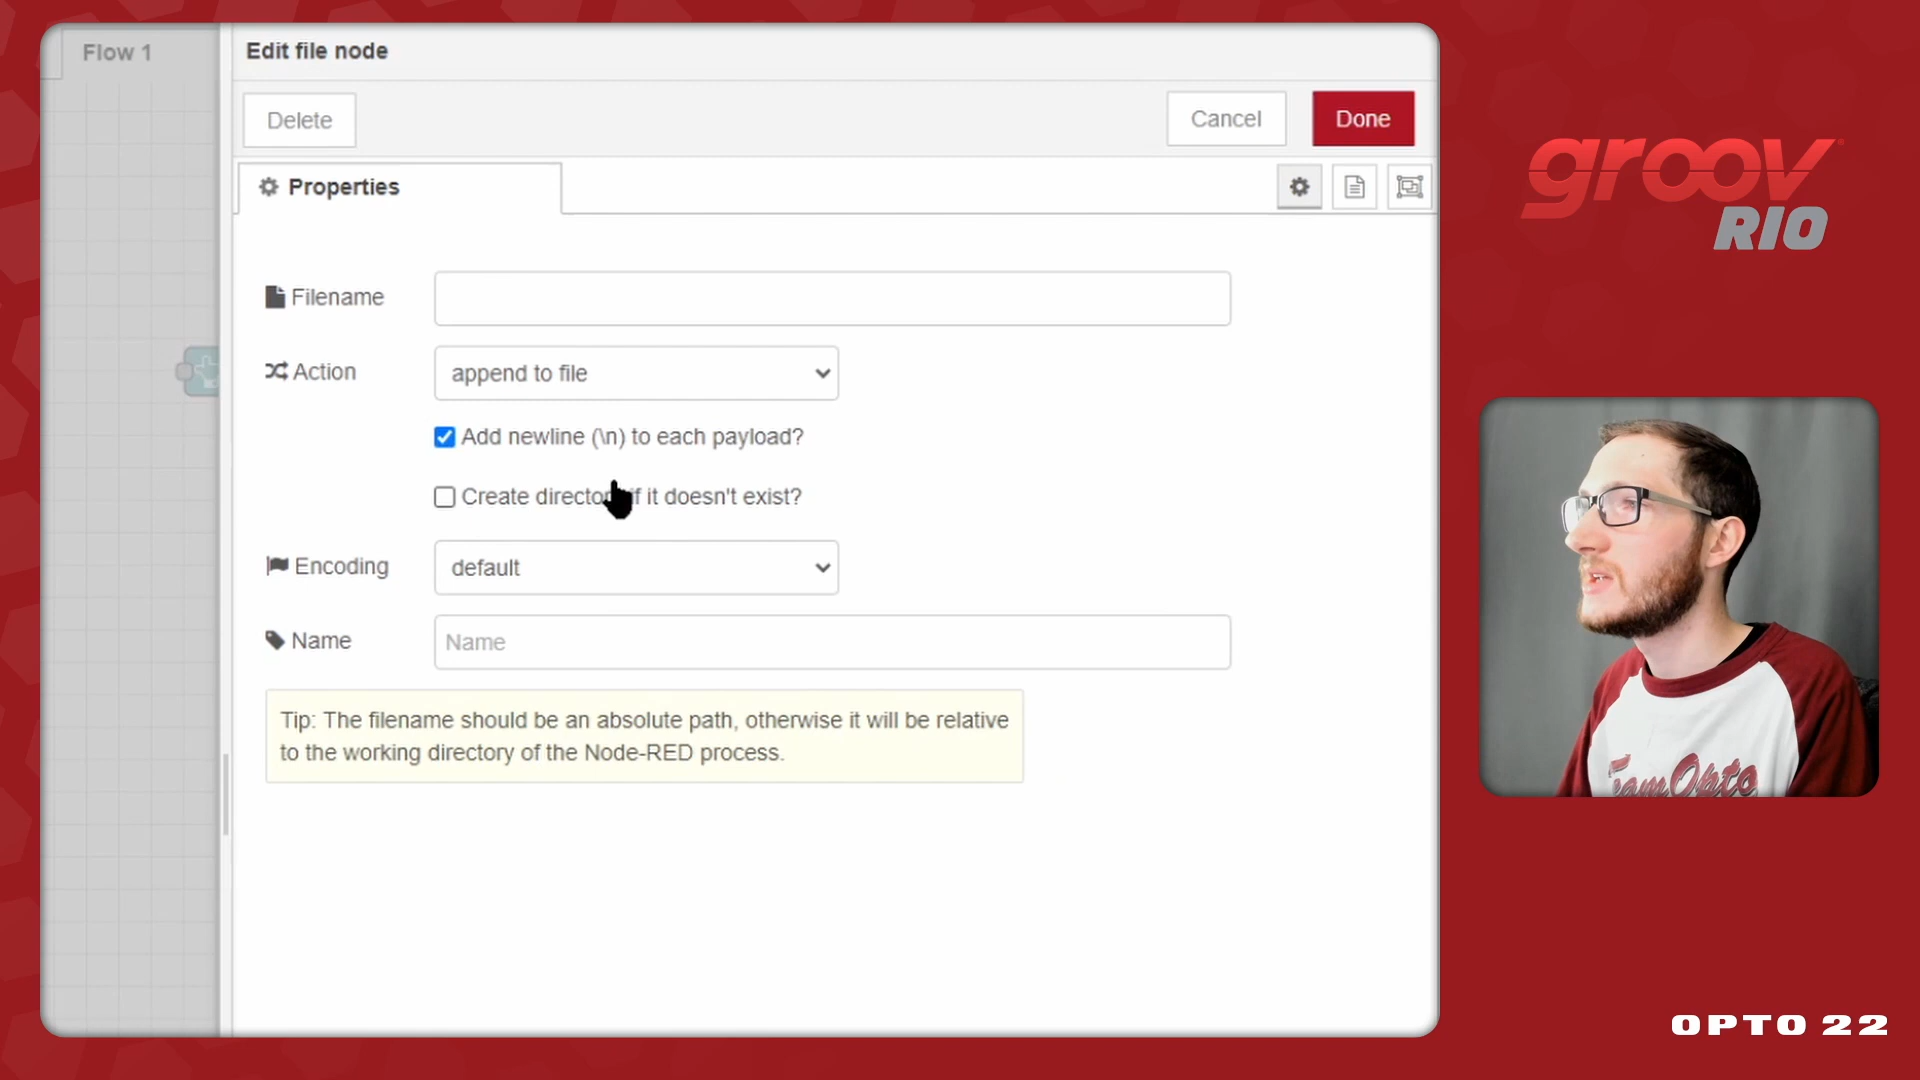 Flow 1
Edit file node
Delete
Cancel
Done
Properties
Filename
Action
append to file
Add newline (\n) to each payload?
Create director if it doesn't exist?
Encoding
default
Name
Name
Tip: The filename should be an absolute path, otherwise it will be relative
to the working directory of the Node-RED process.
groov
RIO
TeamOpto
OPTO 22